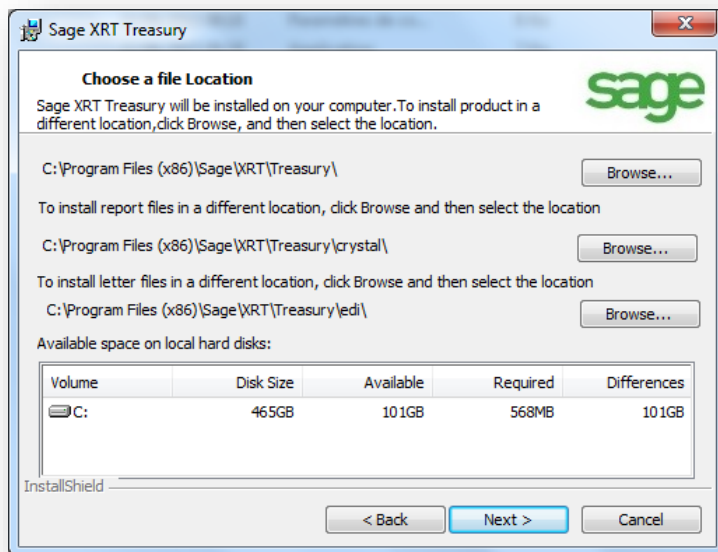 Sage XRT Treasury
Choose a file Location
sage
Sage XRT Treasury will be installed on your computer.To install product in a
different location,click Browse, and then select the location.
C:\Program Files (x86)\Sage\XRT\Treasury\
Browse...
To install report files in a different location, click Browse and then select the location
C:\Program Files (x86)\Sage\XRT\Treasury\crystal\
Browse...
To install letter files in a different location, click Browse and then select the location
C:\Program Files (x86)\Sage\XRT\Treasury\edi\
Browse...
Available space on local hard disks:
Volume Disk Size Available Required Differences
C: 465GB 101GB 568MB 101GB
InstallShield
< Back Next > Cancel